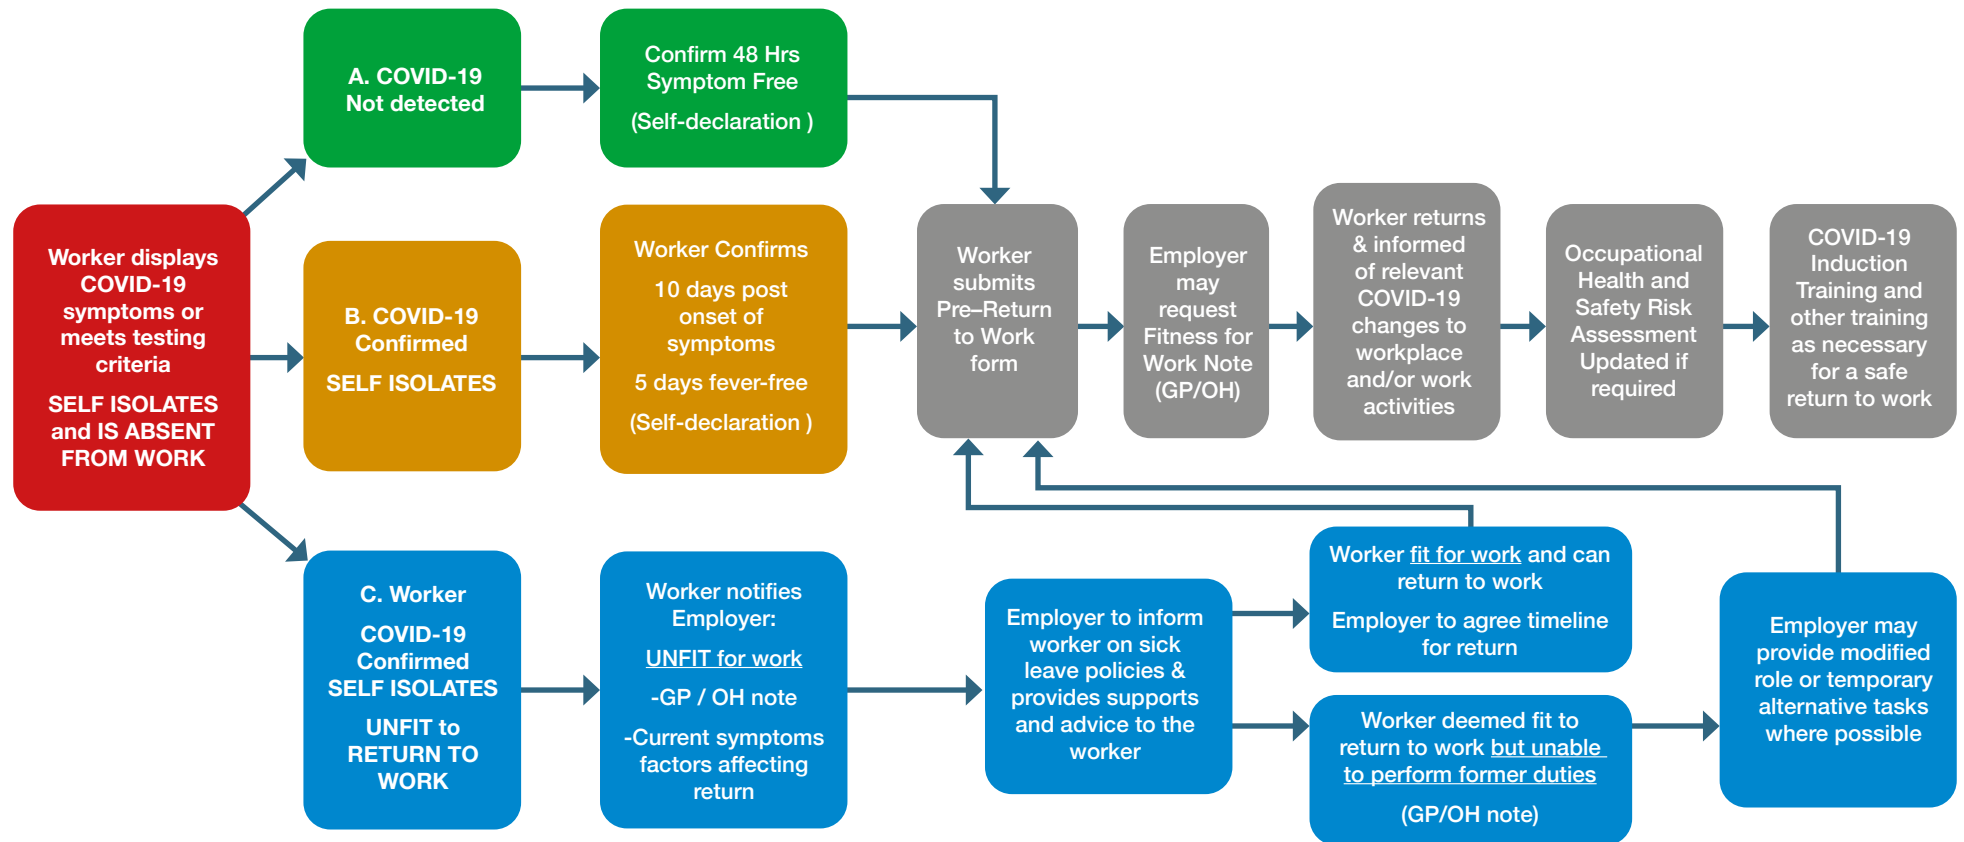 A. COVID-19
Not detected
Confirm 48 Hrs
Symptom Free
(Self-declaration )
Worker displays
COVID-19
symptoms or
meets testing
criteria
SELF ISOLATES
and IS ABSENT
FROM WORK
B. COVID-19
Confirmed
SELF ISOLATES
Worker Confirms
10 days post
onset of
symptoms
5 days fever-free
(Self-declaration )
Worker
submits
Pre–Return
to Work
form
Employer
may
request
Fitness for
Work Note
(GP/OH)
Worker returns
& informed
of relevant
COVID-19
changes to
workplace
and/or work
activities
Occupational
Health and
Safety Risk
Assessment
Updated if
required
COVID-19
Induction
Training and
other training
as necessary
for a safe
return to work
C. Worker
COVID-19
Confirmed
SELF ISOLATES
UNFIT to
RETURN TO
WORK
Worker notifies
Employer:
UNFIT for work
-GP / OH note
-Current symptoms
factors affecting
return
Employer to inform
worker on sick
leave policies &
provides supports
and advice to the
worker
Worker fit for work and can
return to work
Employer to agree timeline
for return
Worker deemed fit to
return to work but unable
to perform former duties
(GP/OH note)
Employer may
provide modified
role or temporary
alternative tasks
where possible